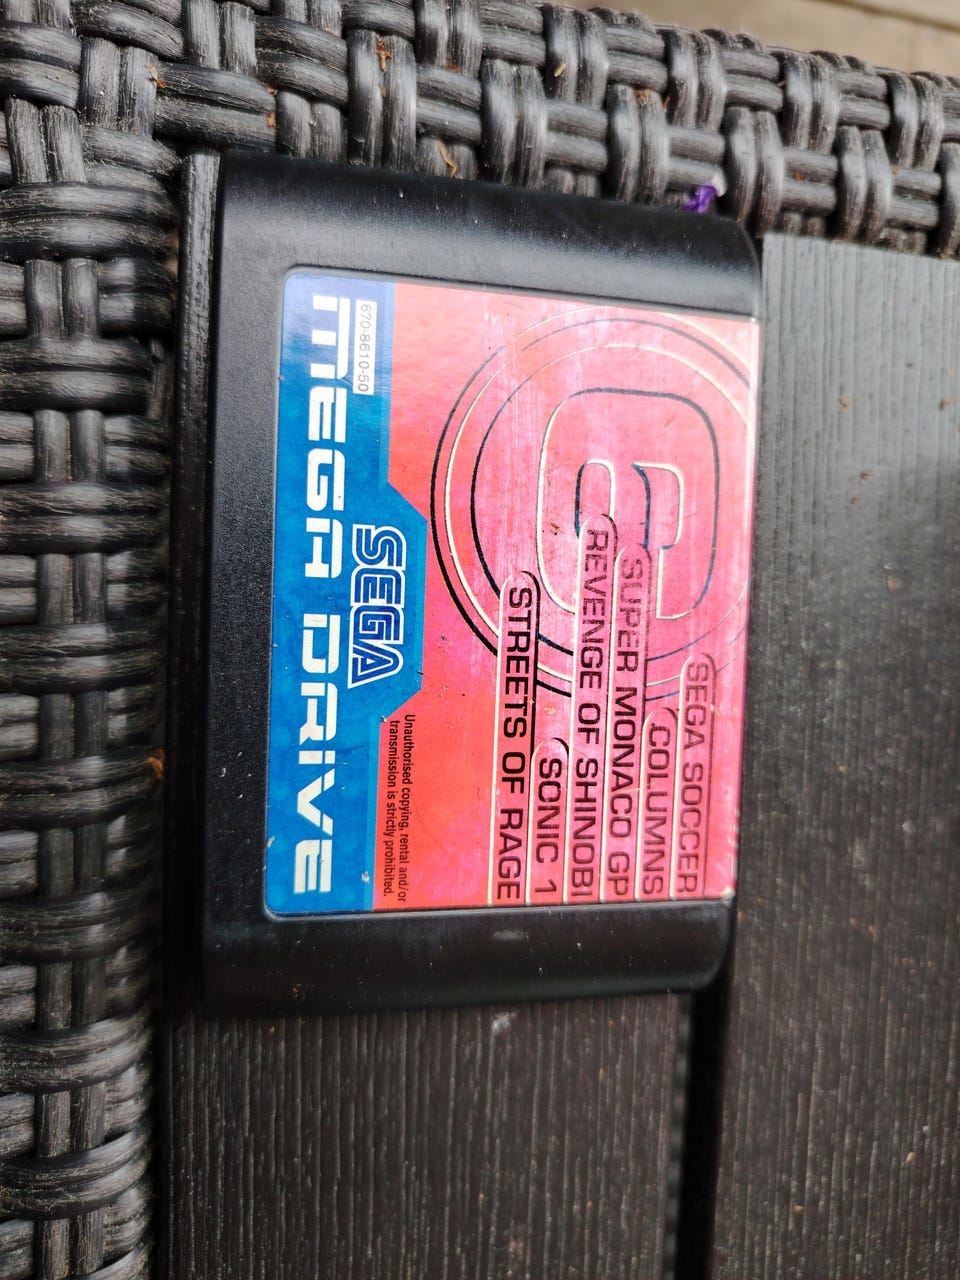 6
SEGA SOCCER
COLUMNS
SUPER MONACO GP
REVENGE OF SHINOBI
SONIC 1
STREETS OF RAGE
Unauthorised copying, rental and/or
transmission is strictly prohibited.
SEGA
670-8610-50
MEGA DRIVE